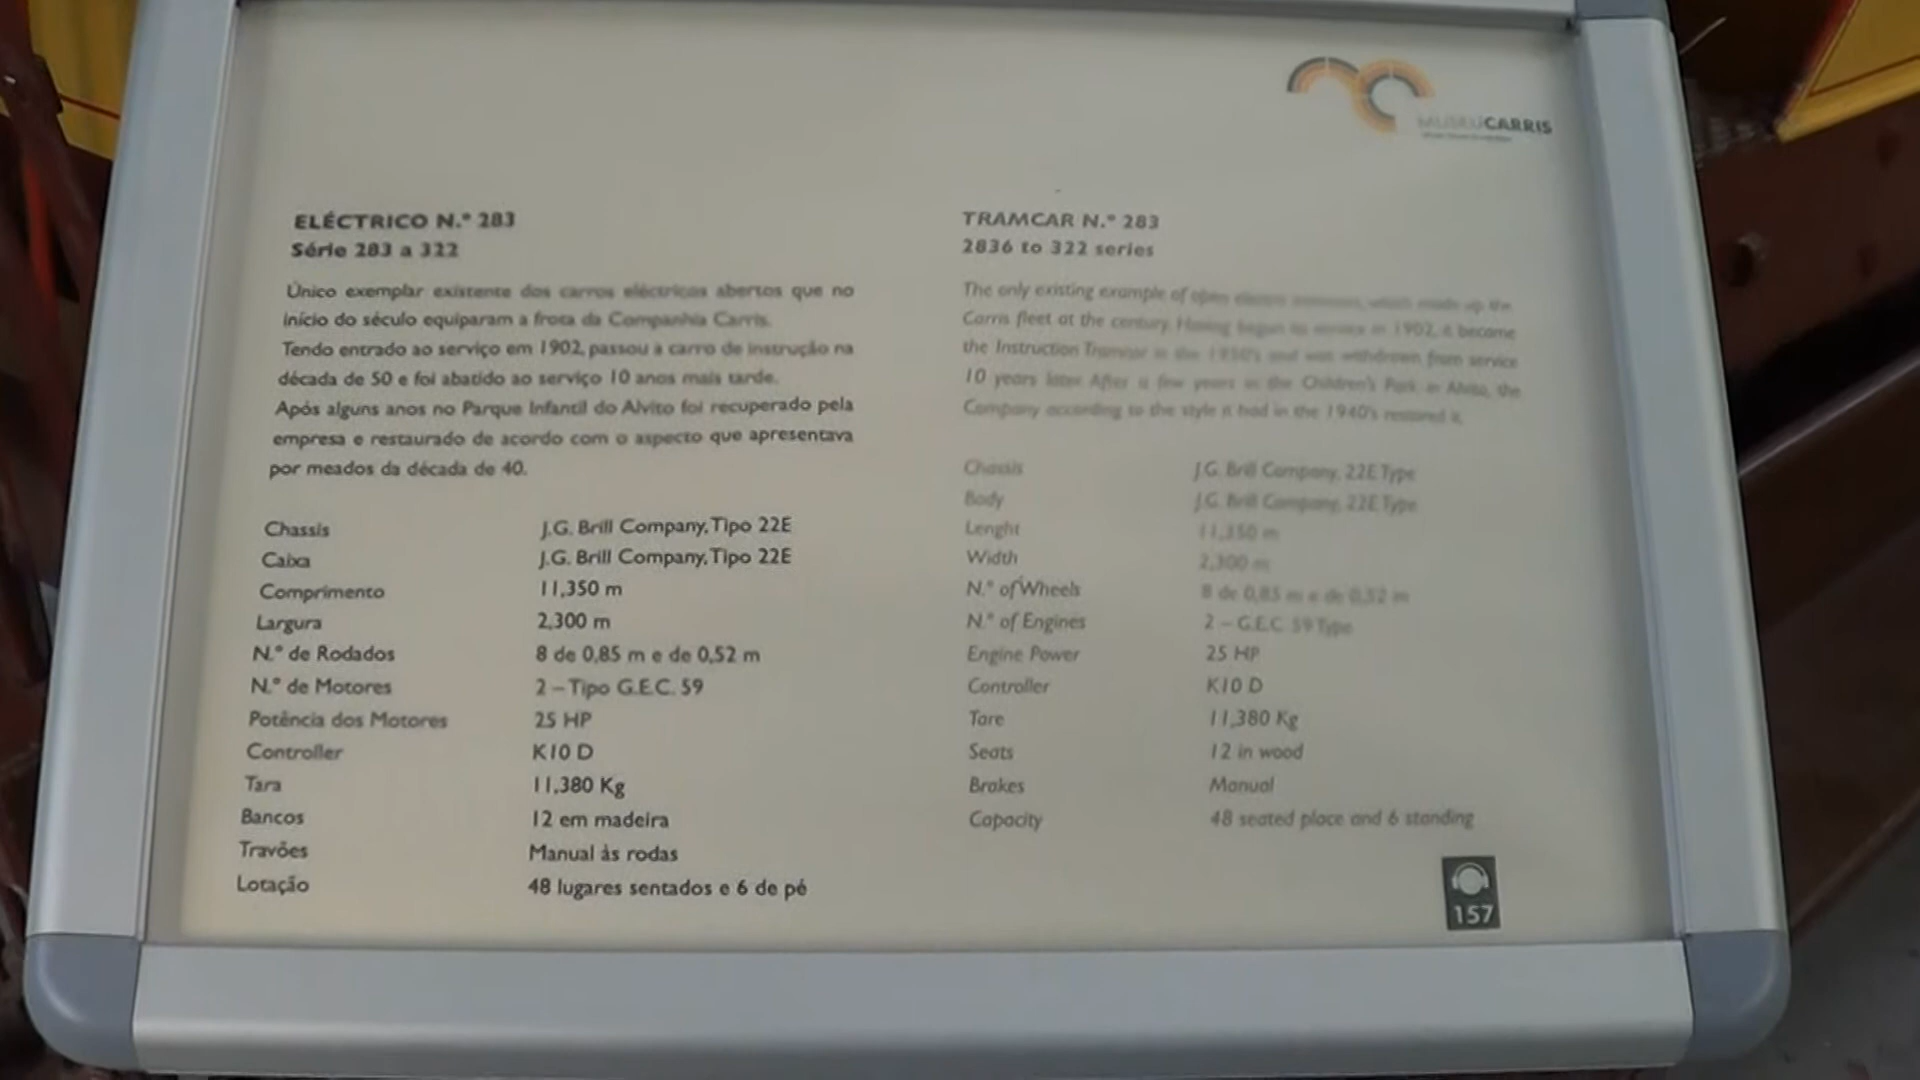 MUSEUCARRIS
ELÉCTRICO N.º 283
Série 283 a 322
Único exemplar existente dos carros eléctricos abertos que no
início do século equiparam a frota da Companhia Carris.
Tendo entrado ao serviço em 1902, passou a carro de instrução na
década de 50 e foi abatido ao serviço 10 anos mais tarde.
Após alguns anos no Parque Infantil do Alvito foi recuperado pela
empresa e restaurado de acordo com o aspecto que apresentava
por meados da década de 40.
Chassis J.G. Brill Company, Tipo 22E
Caixa J.G. Brill Company, Tipo 22E
Comprimento 11,350 m
Largura 2,300 m
N.º de Rodados 8 de 0,85 m e de 0,52 m
N.º de Motores 2 – Tipo G.E.C. 59
Potência dos Motores 25 HP
Controller K10 D
Tara 11,380 Kg
Bancos 12 em madeira
Travões Manual às rodas
Lotação 48 lugares sentados e 6 de pé
TRAMCAR N.º 283
2836 to 322 series
The only existing example of open electric tramcars, which made up the
Carris fleet at the century. Having begun its service in 1902, it became
the Instruction Tramcar in the 1950's and was withdrawn from service
10 years later. After a few years in the Children's Park, in Alvito, the
Company according to the style it had in the 1940's restored it.
Chassis J.G. Brill Company, 22E Type
Body J.G. Brill Company, 22E Type
Lenght 11,350 m
Width 2,300 m
N.º of Wheels 8 de 0,85 m e de 0,52 m
N.º of Engines 2 – G.E.C. 59 Type
Engine Power 25 HP
Controller K10 D
Tare 11,380 Kg
Seats 12 in wood
Brakes Manual
Capacity 48 seated place and 6 standing
157